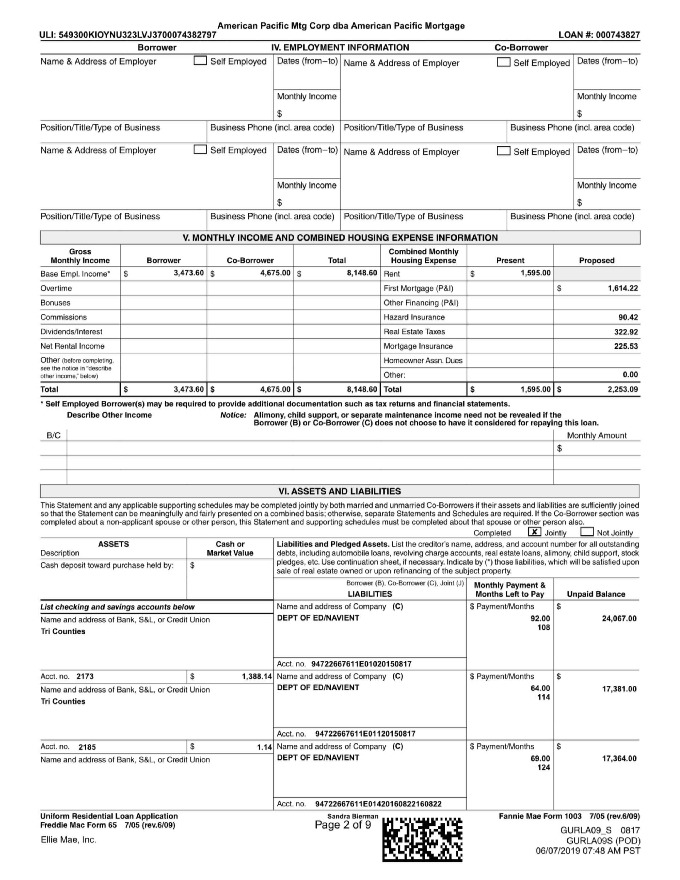 American Pacific Mtg Corp dba American Pacific Mortgage
ULI: 549300KIOYNU323LVJ3700074382797 LOAN #: 000743827
Borrower IV. EMPLOYMENT INFORMATION Co-Borrower
Name & Address of Employer Self Employed Dates (from–to) Name & Address of Employer Self Employed Dates (from–to)
Monthly Income Monthly Income
$ $
Position/Title/Type of Business Business Phone (incl. area code) Position/Title/Type of Business Business Phone (incl. area code)
Name & Address of Employer Self Employed Dates (from–to) Name & Address of Employer Self Employed Dates (from–to)
Monthly Income Monthly Income
$ $
Position/Title/Type of Business Business Phone (incl. area code) Position/Title/Type of Business Business Phone (incl. area code)
V. MONTHLY INCOME AND COMBINED HOUSING EXPENSE INFORMATION
Gross Combined Monthly
Monthly Income Borrower Co-Borrower Total Housing Expense Present Proposed
Base Empl. Income* $ 3,473.60 $ 4,675.00 $ 8,148.60 Rent $ 1,595.00
Overtime First Mortgage (P&I) $ 1,614.22
Bonuses Other Financing (P&I)
Commissions Hazard Insurance 90.42
Dividends/Interest Real Estate Taxes 322.92
Net Rental Income Mortgage Insurance 225.53
Other (before completing, Homeowner Assn. Dues
see the notice in "describe
other income," below) Other: 0.00
Total $ 3,473.60 $ 4,675.00 $ 8,148.60 Total $ 1,595.00 $ 2,253.09
* Self Employed Borrower(s) may be required to provide additional documentation such as tax returns and financial statements.
Describe Other Income Notice: Alimony, child support, or separate maintenance income need not be revealed if the
Borrower (B) or Co-Borrower (C) does not choose to have it considered for repaying this loan.
B/C Monthly Amount
$
VI. ASSETS AND LIABILITIES
This Statement and any applicable supporting schedules may be completed jointly by both married and unmarried Co-Borrowers if their assets and liabilities are sufficiently joined
so that the Statement can be meaningfully and fairly presented on a combined basis; otherwise, separate Statements and Schedules are required. If the Co-Borrower section was
completed about a non-applicant spouse or other person, this Statement and supporting schedules must be completed about that spouse or other person also.
Completed X Jointly Not Jointly
ASSETS Cash or Liabilities and Pledged Assets. List the creditor's name, address, and account number for all outstanding
Description Market Value debts, including automobile loans, revolving charge accounts, real estate loans, alimony, child support, stock
Cash deposit toward purchase held by: $ pledges, etc. Use continuation sheet, if necessary. Indicate by (*) those liabilities, which will be satisfied upon
sale of real estate owned or upon refinancing of the subject property.
Borrower (B), Co-Borrower (C), Joint (J) Monthly Payment &
LIABILITIES Months Left to Pay Unpaid Balance
List checking and savings accounts below Name and address of Company (C) $ Payment/Months $
Name and address of Bank, S&L, or Credit Union DEPT OF ED/NAVIENT 92.00 24,067.00
Tri Counties 108
Acct. no. 94722667611E01020150817
Acct. no. 2173 $ 1,388.14 Name and address of Company (C) $ Payment/Months $
Name and address of Bank, S&L, or Credit Union DEPT OF ED/NAVIENT 64.00 17,381.00
Tri Counties 114
Acct. no. 94722667611E01120150817
Acct. no. 2185 $ 1.14 Name and address of Company (C) $ Payment/Months $
Name and address of Bank, S&L, or Credit Union DEPT OF ED/NAVIENT 69.00 17,364.00
124
Acct. no. 94722667611E01420160822160822
Uniform Residential Loan Application Sandra Bierman Fannie Mae Form 1003 7/05 (rev.6/09)
Freddie Mac Form 65 7/05 (rev.6/09) Page 2 of 9
GURLA09_S 0817
Ellie Mae, Inc. GURLA09S (POD)
06/07/2019 07:48 AM PST